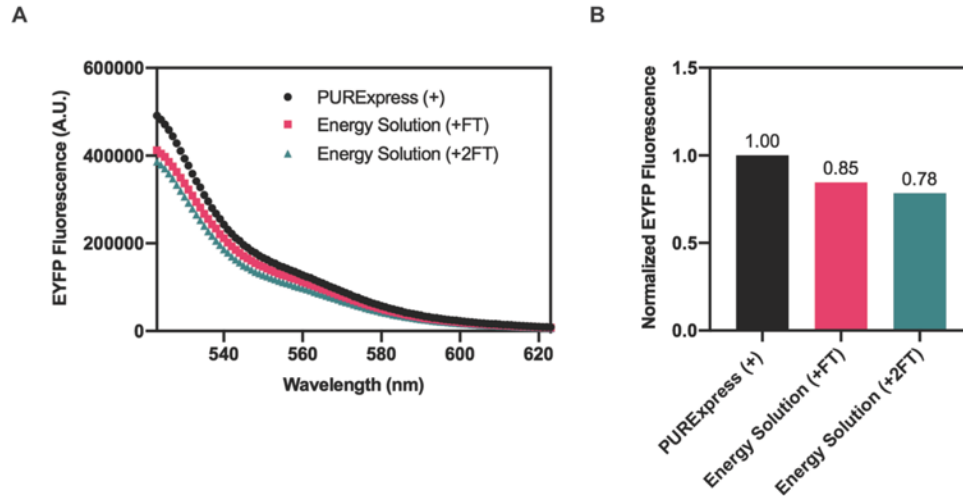 A
EYFP Fluorescence (A.U.)
600000
400000
200000
0
540
560
580
600
620
Wavelength (nm)
PURExpress (+)
Energy Solution (+FT)
Energy Solution (+2FT)
B
Normalized EYFP Fluorescence
1.5
1.0
0.5
0.0
1.00
0.85
0.78
PURExpress (+)
Energy Solution (+FT)
Energy Solution (+2FT)